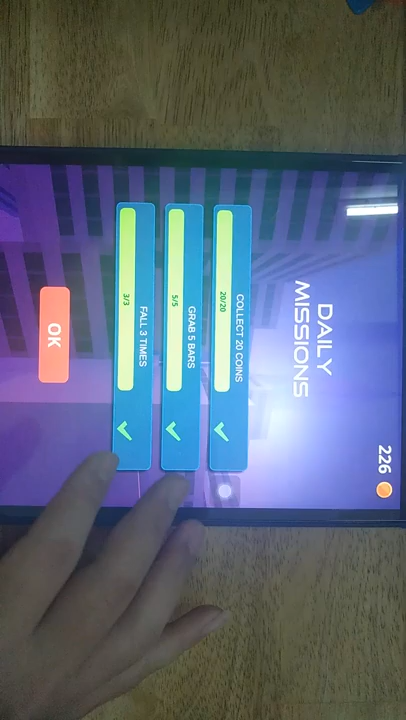 226
DAILY
MISSIONS
COLLECT 20 COINS
20/20
GRAB 5 BARS
5/5
FALL 3 TIMES
3/3
OK